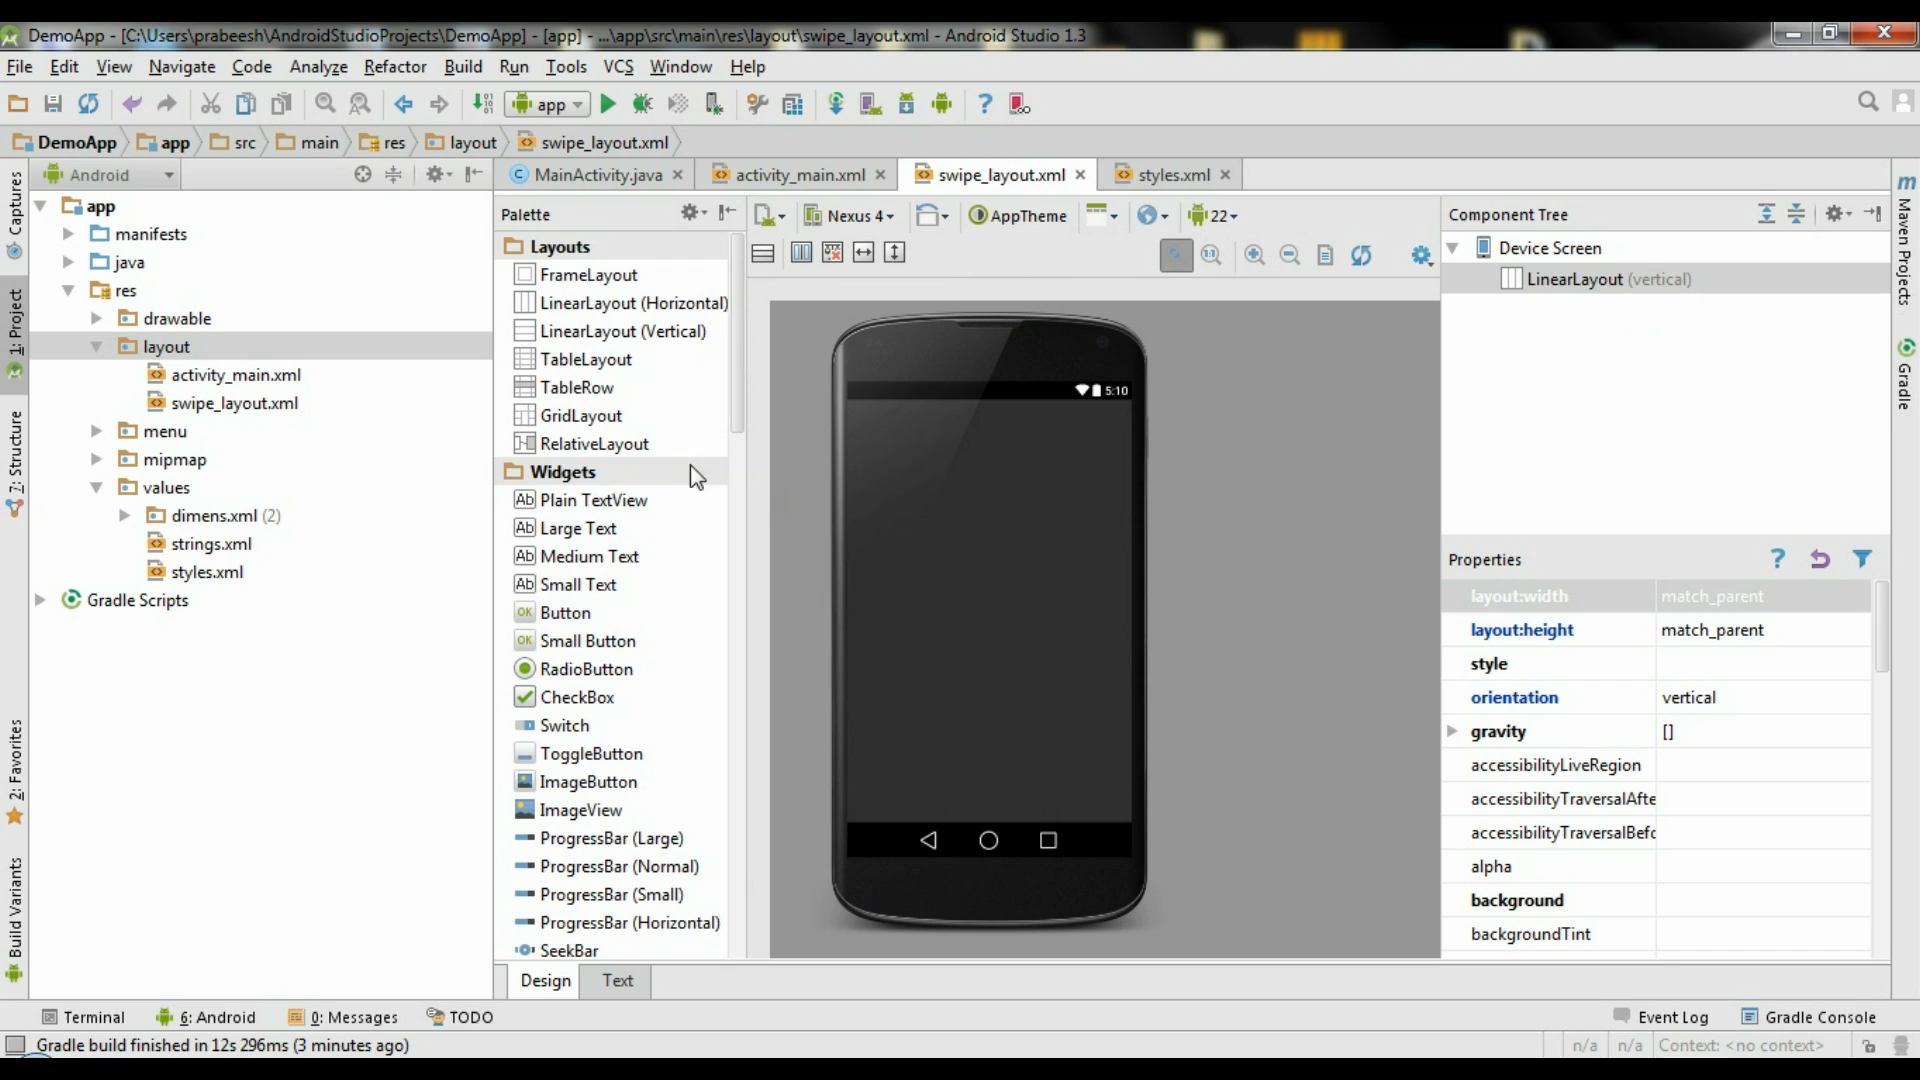 DemoApp - [C:\Users\prabeesh\AndroidStudioProjects\DemoApp] - [app] - ...\app\src\main\res\layout\swipe_layout.xml - Android Studio 1.3
File Edit View Navigate Code Analyze Refactor Build Run Tools VCS Window Help
app
DemoApp app src main res layout swipe_layout.xml
Captures
1: Project
7: Structure
2: Favorites
Build Variants
Android
app
manifests
java
res
drawable
layout
activity_main.xml
swipe_layout.xml
menu
mipmap
values
dimens.xml (2)
strings.xml
styles.xml
Gradle Scripts
MainActivity.java activity_main.xml swipe_layout.xml styles.xml
Palette
Layouts
FrameLayout
LinearLayout (Horizontal)
LinearLayout (Vertical)
TableLayout
TableRow
GridLayout
RelativeLayout
Widgets
Plain TextView
Large Text
Medium Text
Small Text
Button
Small Button
RadioButton
CheckBox
Switch
ToggleButton
ImageButton
ImageView
ProgressBar (Large)
ProgressBar (Normal)
ProgressBar (Small)
ProgressBar (Horizontal)
SeekBar
Nexus 4 AppTheme 22
5:10
Design Text
Component Tree
Device Screen
LinearLayout (vertical)
Properties
layout:width match_parent
layout:height match_parent
style
orientation vertical
gravity []
accessibilityLiveRegion
accessibilityTraversalAfte
accessibilityTraversalBefo
alpha
background
backgroundTint
Maven Projects
Gradle
Terminal 6: Android 0: Messages TODO Event Log Gradle Console
Gradle build finished in 12s 296ms (3 minutes ago) n/a n/a Context: <no context>